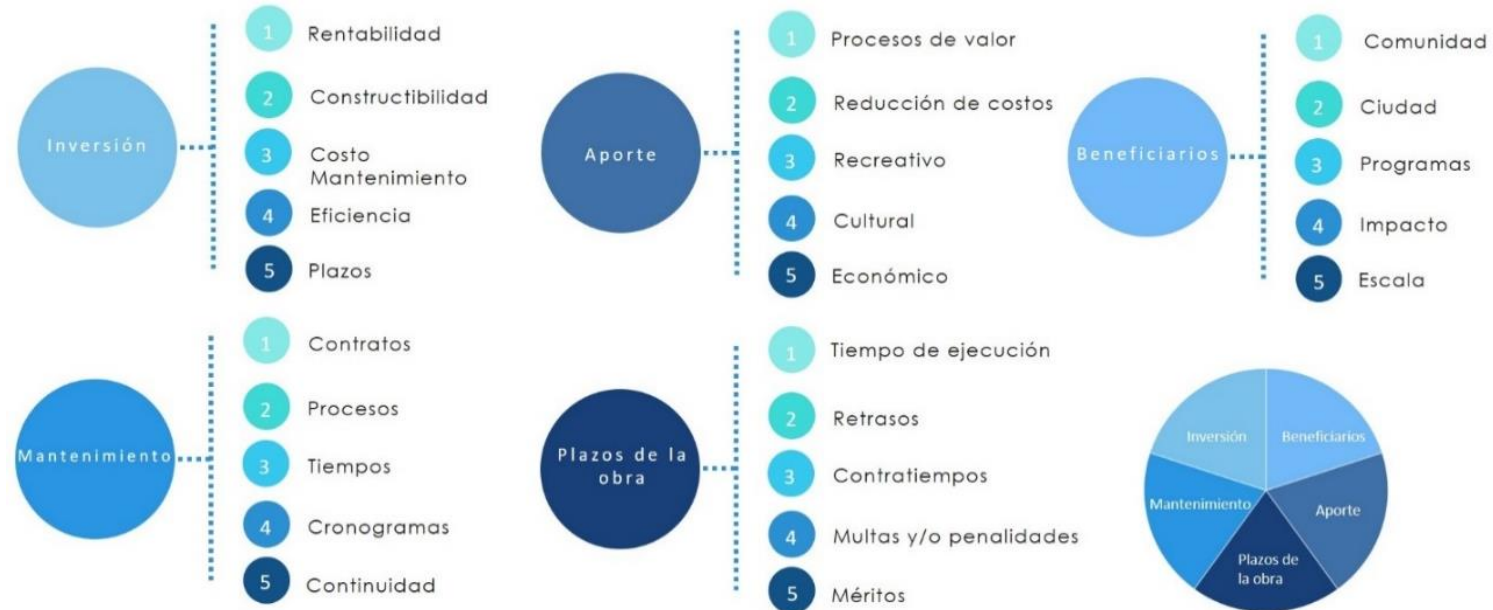 Inversión
1 Rentabilidad
2 Constructibilidad
3 Costo
Mantenimiento
4 Eficiencia
5 Plazos
Aporte
1 Procesos de valor
2 Reducción de costos
3 Recreativo
4 Cultural
5 Económico
Beneficiarios
1 Comunidad
2 Ciudad
3 Programas
4 Impacto
5 Escala
Mantenimiento
1 Contratos
2 Procesos
3 Tiempos
4 Cronogramas
5 Continuidad
Plazos de la
obra
1 Tiempo de ejecución
2 Retrasos
3 Contratiempos
4 Multas y/o penalidades
5 Méritos
Inversión
Beneficiarios
Mantenimiento
Aporte
Plazos de
la obra